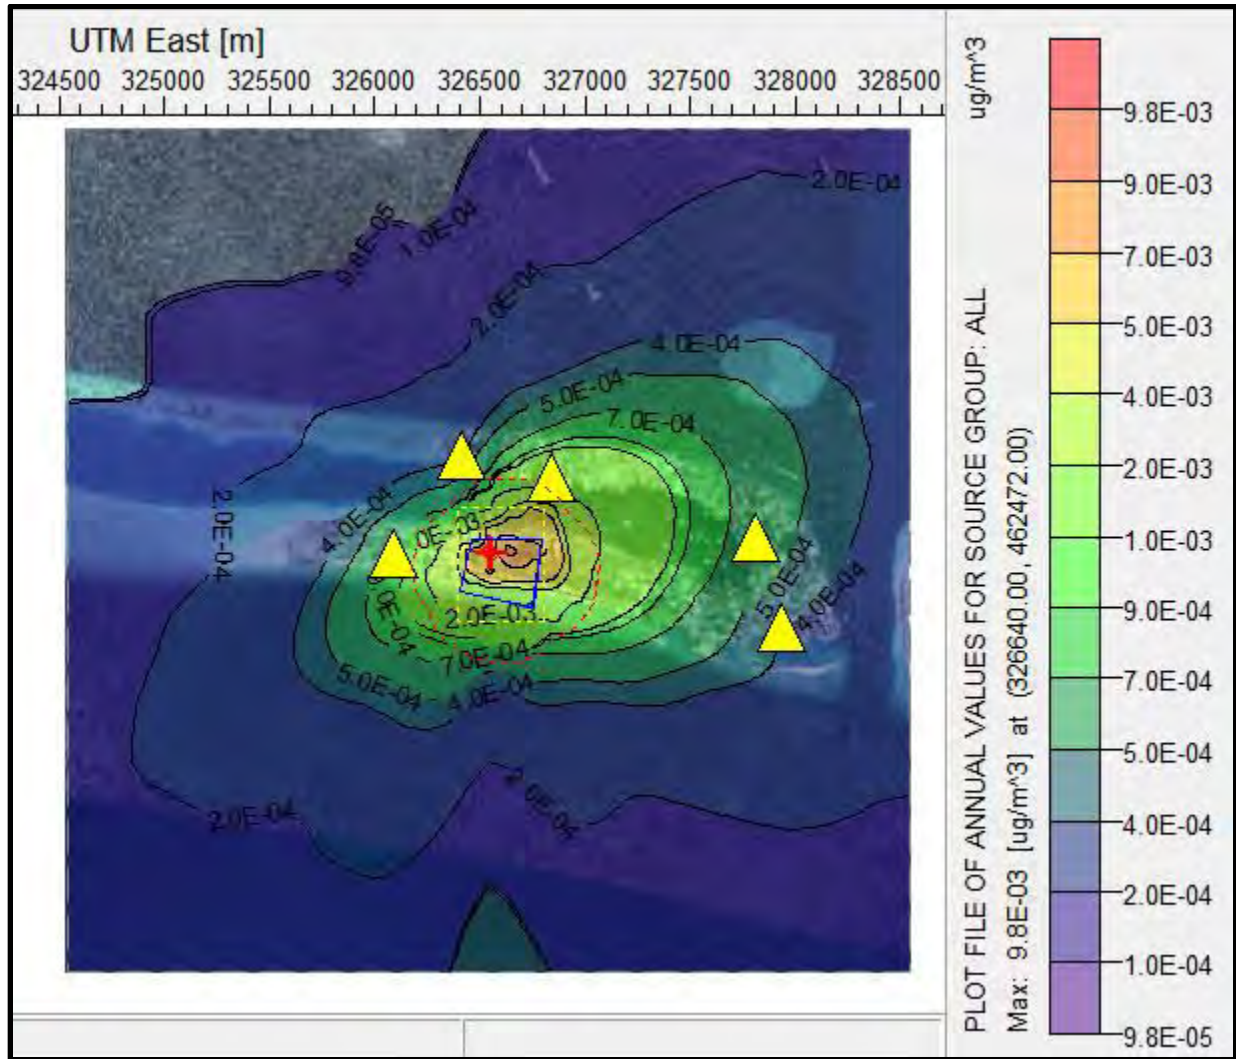 UTM East [m]
324500 325000 325500 326000 326500 327000 327500 328000 328500
2.0E-04
9.8E-05
1.0E-04
2.0E-04
4.0E-04
5.0E-04
7.0E-04
2.0E-04
4.0E-04
0E-03
5.0E-04
4.0E-04
0E-04
2.0E-03
7.0E-04
5.0E-04
4.0E-04
2.0E-04
2.0E-04
PLOT FILE OF ANNUAL VALUES FOR SOURCE GROUP: ALL
ug/m^3
Max: 9.8E-03 [ug/m^3] at (326640.00, 462472.00)
9.8E-03
9.0E-03
7.0E-03
5.0E-03
4.0E-03
2.0E-03
1.0E-03
9.0E-04
7.0E-04
5.0E-04
4.0E-04
2.0E-04
1.0E-04
9.8E-05